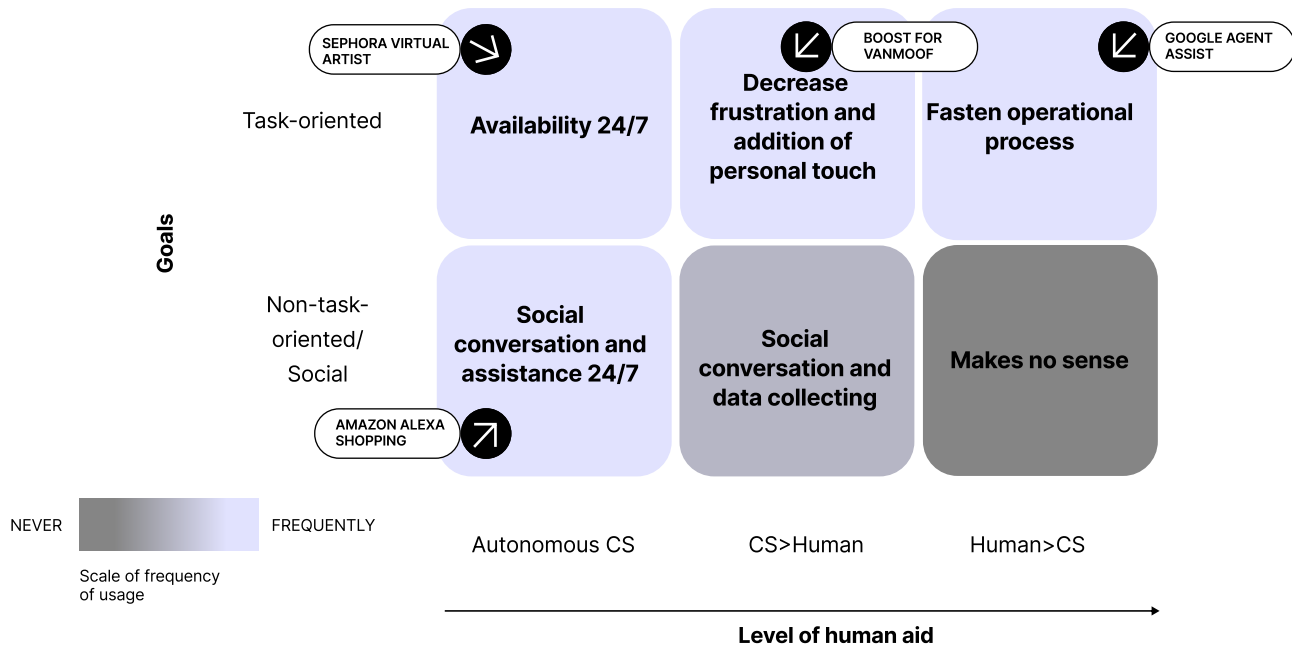 SEPHORA VIRTUAL
ARTIST
BOOST FOR
VANMOOF
GOOGLE AGENT
ASSIST
Task-oriented
Availability 24/7
Decrease
frustration and
addition of
personal touch
Fasten operational
process
Goals
Non-task-
oriented/
Social
Social
conversation and
assistance 24/7
Social
conversation and
data collecting
Makes no sense
AMAZON ALEXA
SHOPPING
NEVER
FREQUENTLY
Scale of frequency
of usage
Autonomous CS
CS>Human
Human>CS
Level of human aid